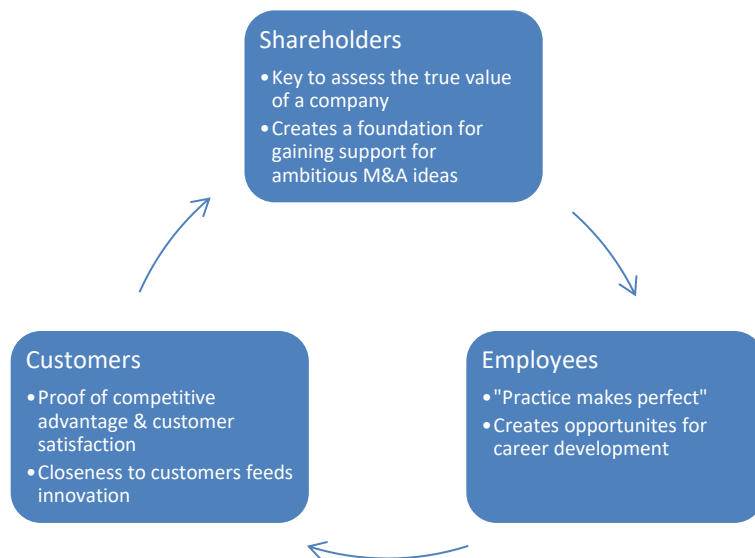 Shareholders
•Key to assess the true value
of a company
•Creates a foundation for
gaining support for
ambitious M&A ideas
Customers
•Proof of competitive
advantage & customer
satisfaction
•Closeness to customers feeds
innovation
Employees
•"Practice makes perfect"
•Creates opportunites for
career development